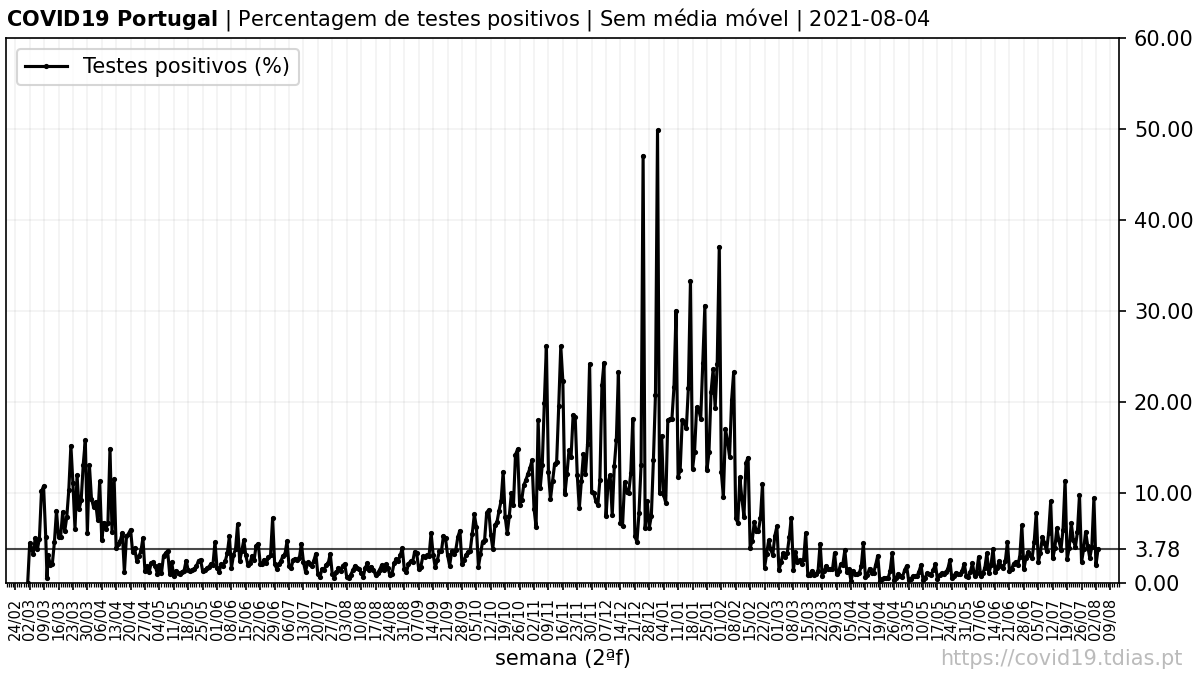 COVID19 Portugal | Percentagem de testes positivos | Sem média móvel | 2021-08-04
Testes positivos (%)
60.00
50.00
40.00
30.00
20.00
10.00
3.78
0.00
24/02 02/03 09/03 16/03 23/03 30/03 06/04 13/04 20/04 27/04 04/05 11/05 18/05 25/05 01/06 08/06 15/06 22/06 29/06 06/07 13/07 20/07 27/07 03/08 10/08 17/08 24/08 31/08 07/09 14/09 21/09 28/09 05/10 12/10 19/10 26/10 02/11 09/11 16/11 23/11 30/11 07/12 14/12 21/12 28/12 04/01 11/01 18/01 25/01 01/02 08/02 15/02 22/02 01/03 08/03 15/03 22/03 29/03 05/04 12/04 19/04 26/04 03/05 10/05 17/05 24/05 31/05 07/06 14/06 21/06 28/06 05/07 12/07 19/07 26/07 02/08 09/08
semana (2ªf)
https://covid19.tdias.pt